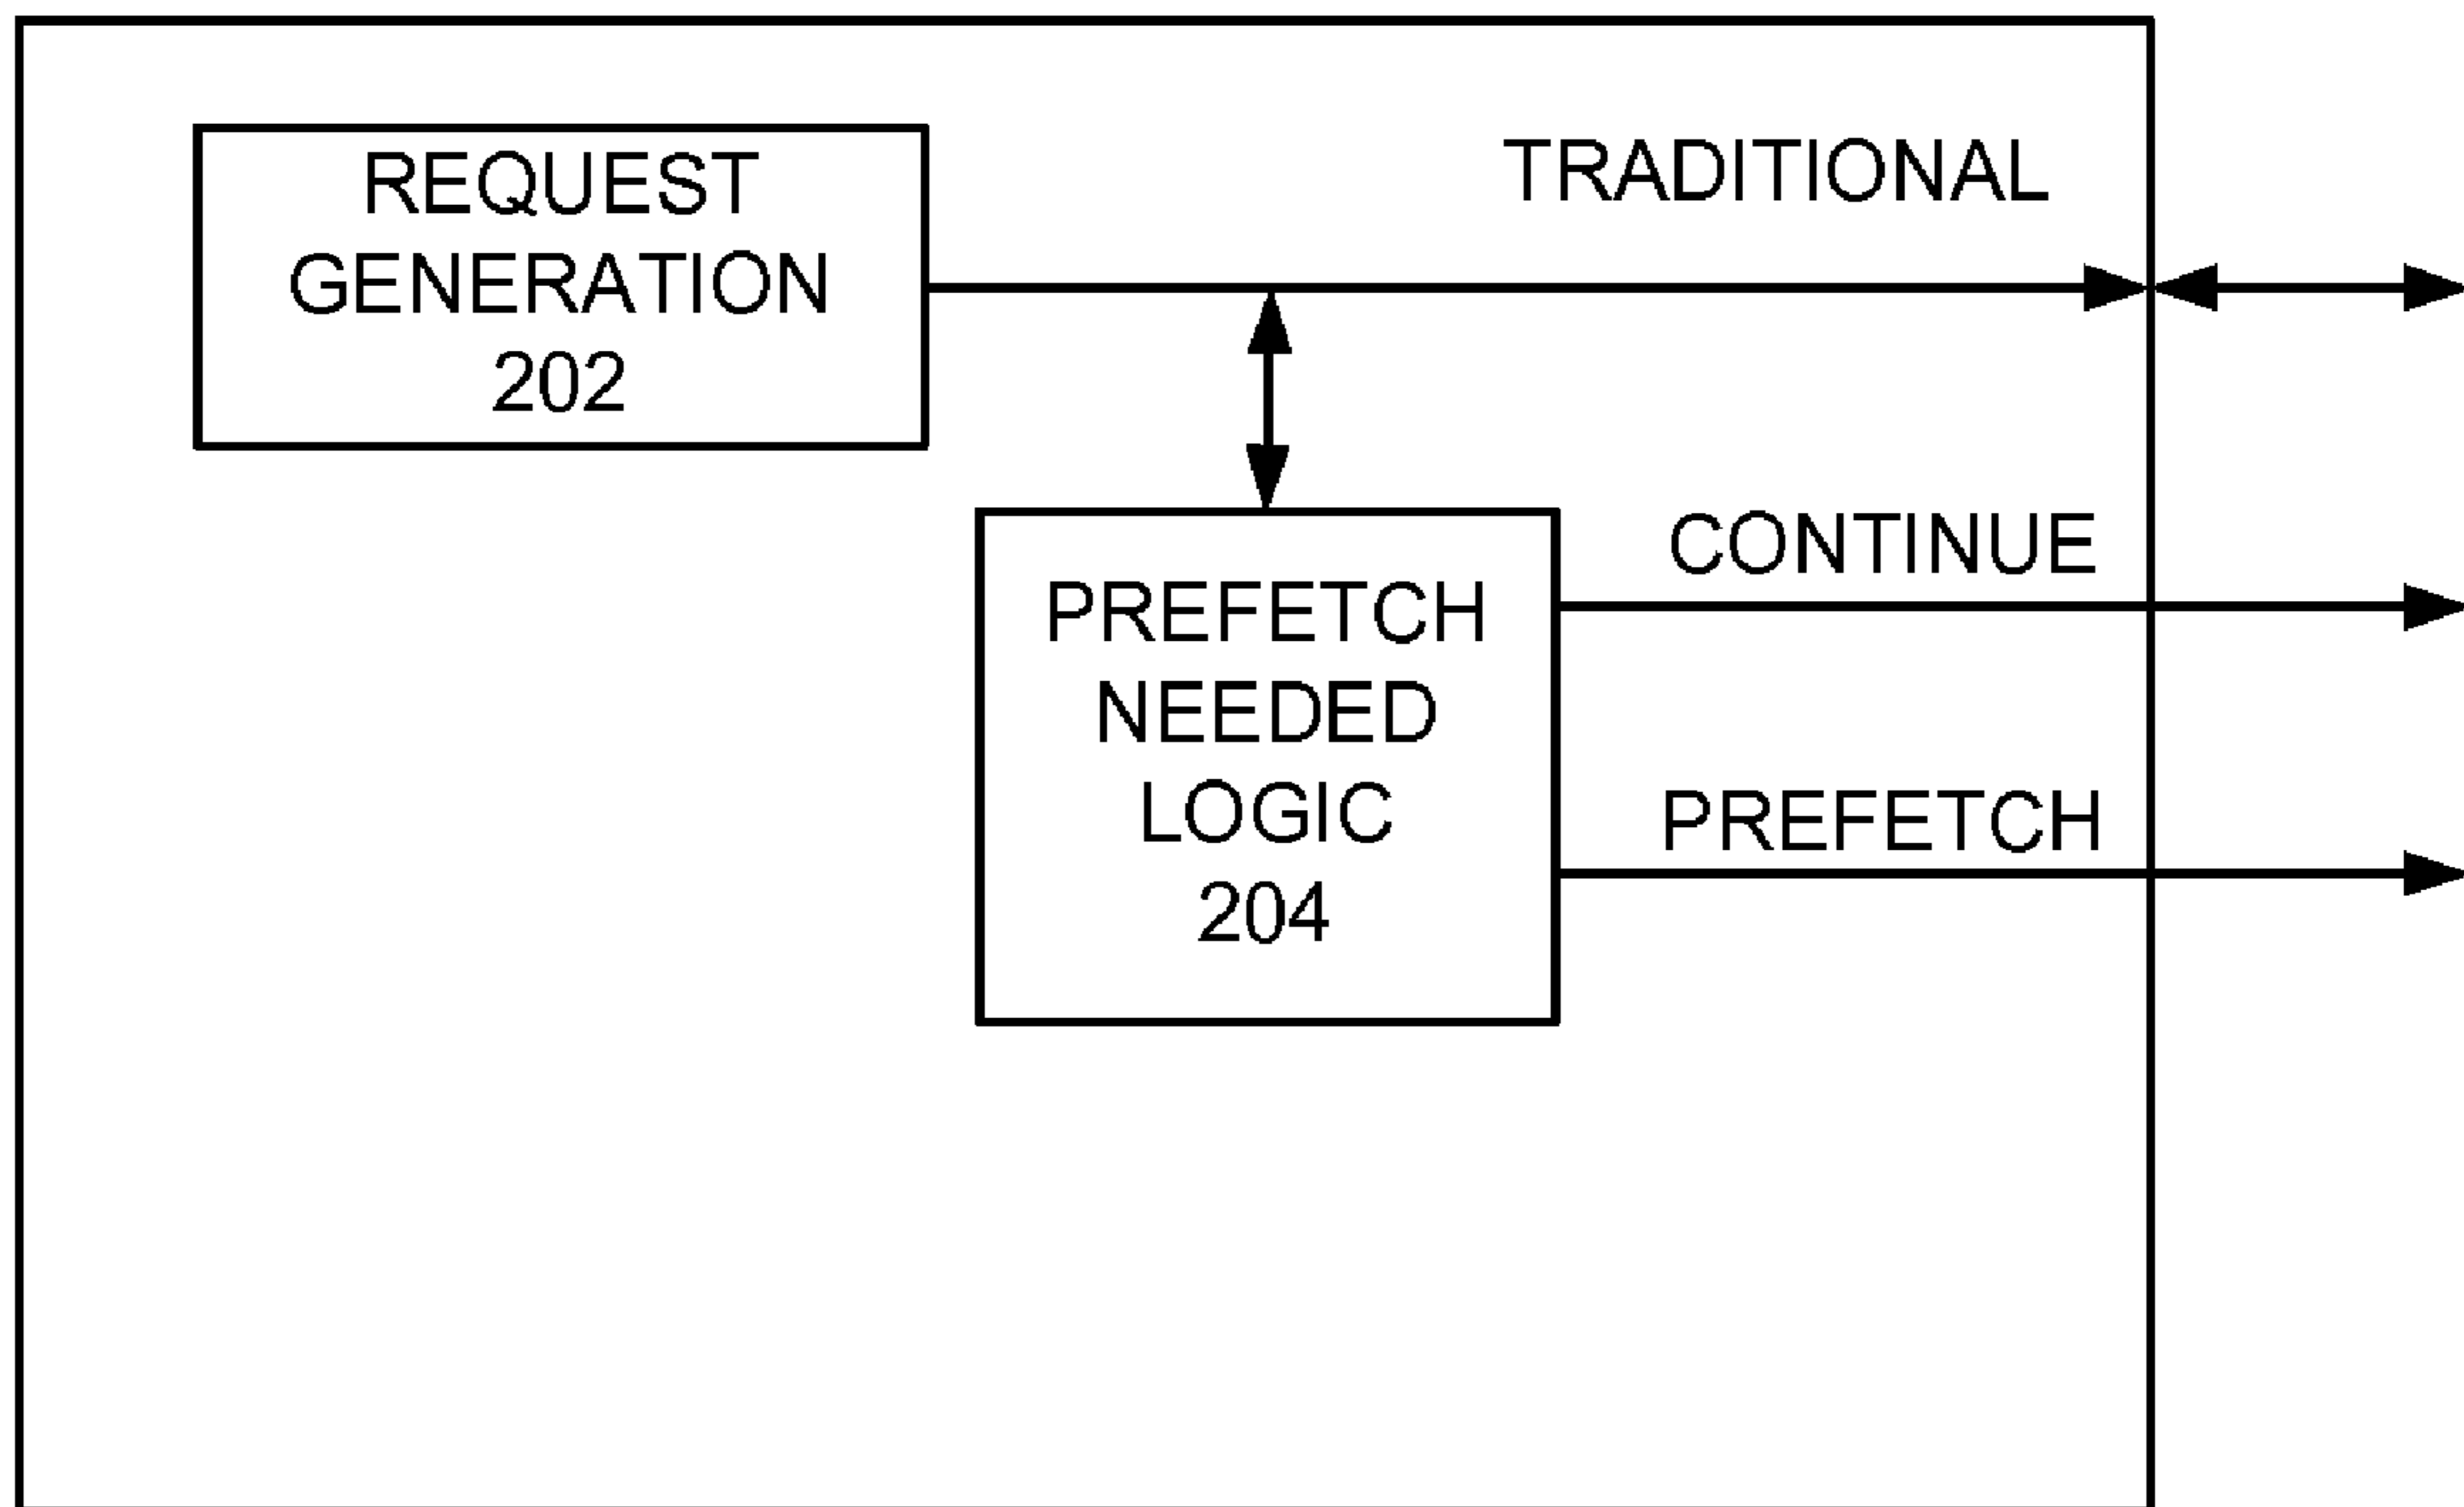 REQUEST
GENERATION
202
TRADITIONAL
CONTINUE
PREFETCH
NEEDED
LOGIC
204
PREFETCH